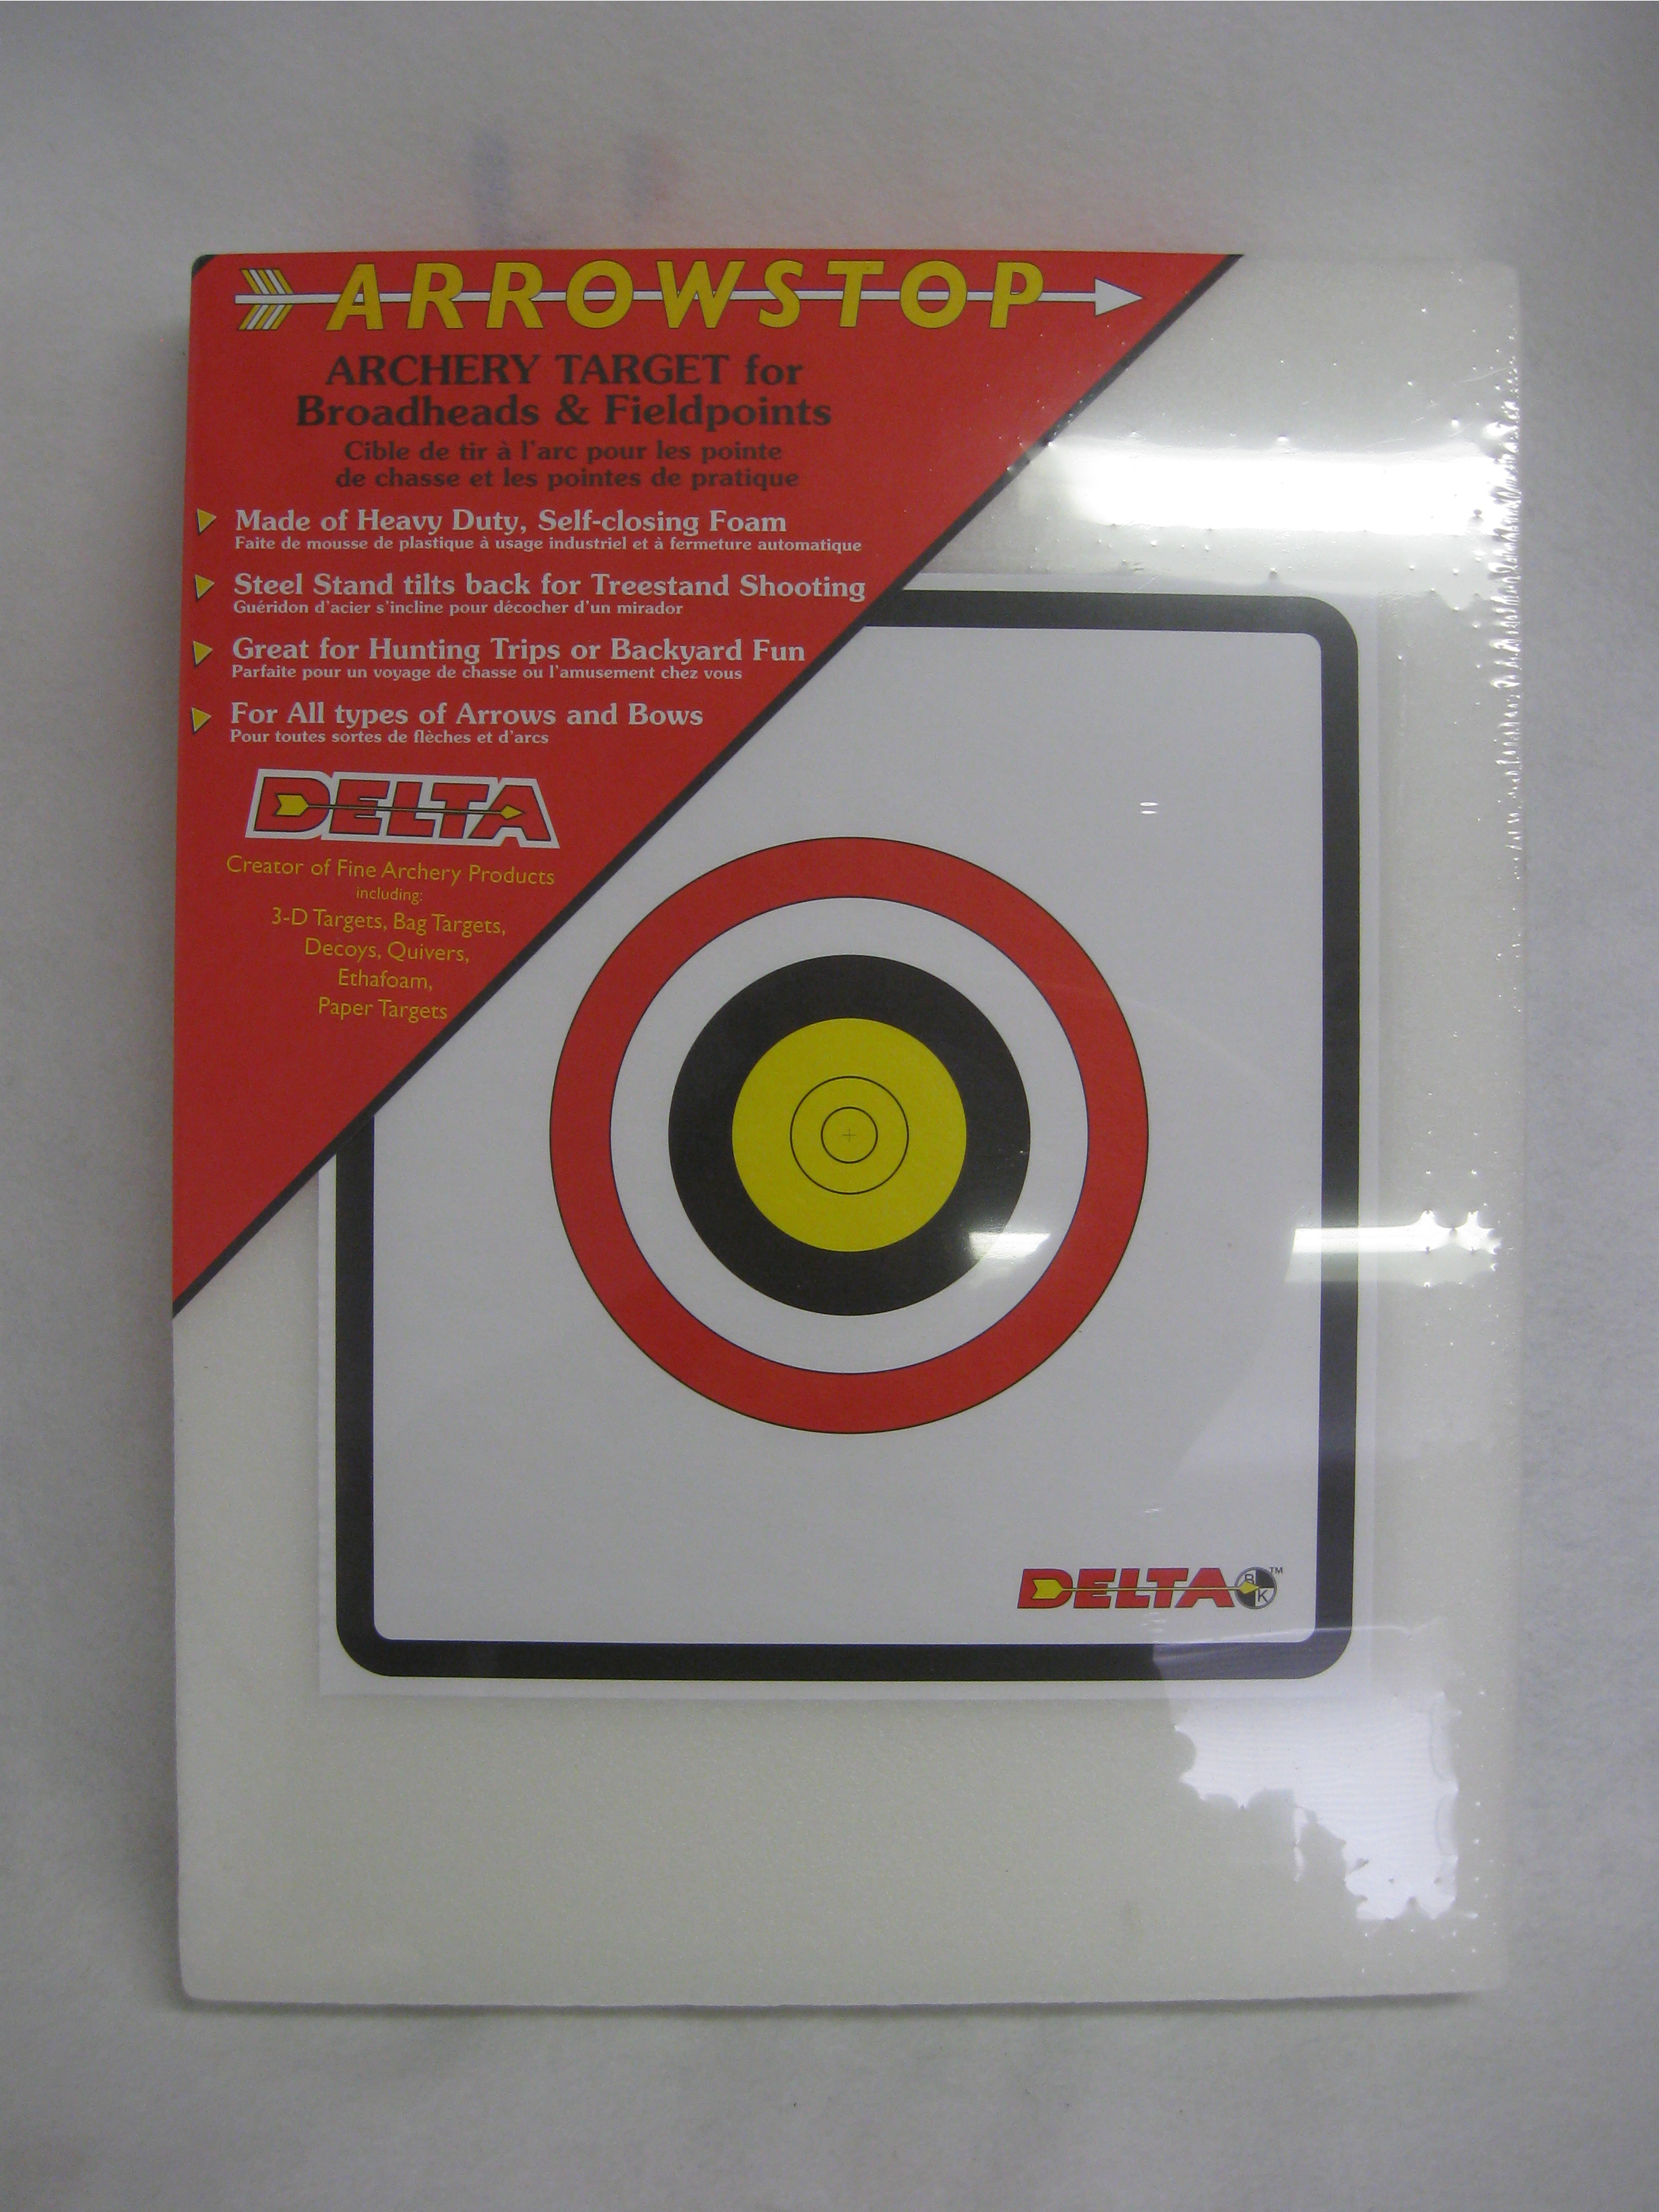 ARROWSTOP
ARCHERY TARGET for
Broadheads & Fieldpoints
Cible de tir à l'arc pour les pointe
de chasse et les pointes de pratique
Made of Heavy Duty, Self-closing Foam
Faite de mousse de plastique à usage industriel et à fermeture automatique
Steel Stand tilts back for Treestand Shooting
Guéridon d'acier s'incline pour décocher d'un mirador
Great for Hunting Trips or Backyard Fun
Parfaite pour un voyage de chasse ou l'amusement chez vous
For All types of Arrows and Bows
Pour toutes sortes de flèches et d'arcs
DELTA
Creator of Fine Archery Products
including:
3-D Targets, Bag Targets,
Decoys, Quivers,
Ethafoam,
Paper Targets
DELTA BK™